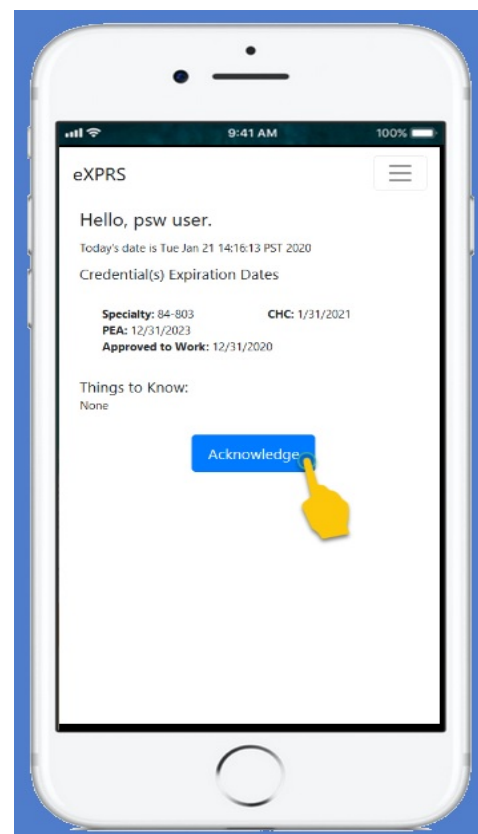 9:41 AM 100%
eXPRS
Hello, psw user.
Today's date is Tue Jan 21 14:16:13 PST 2020
Credential(s) Expiration Dates
Specialty: 84-803 CHC: 1/31/2021
PEA: 12/31/2023
Approved to Work: 12/31/2020
Things to Know:
None
Acknowledge